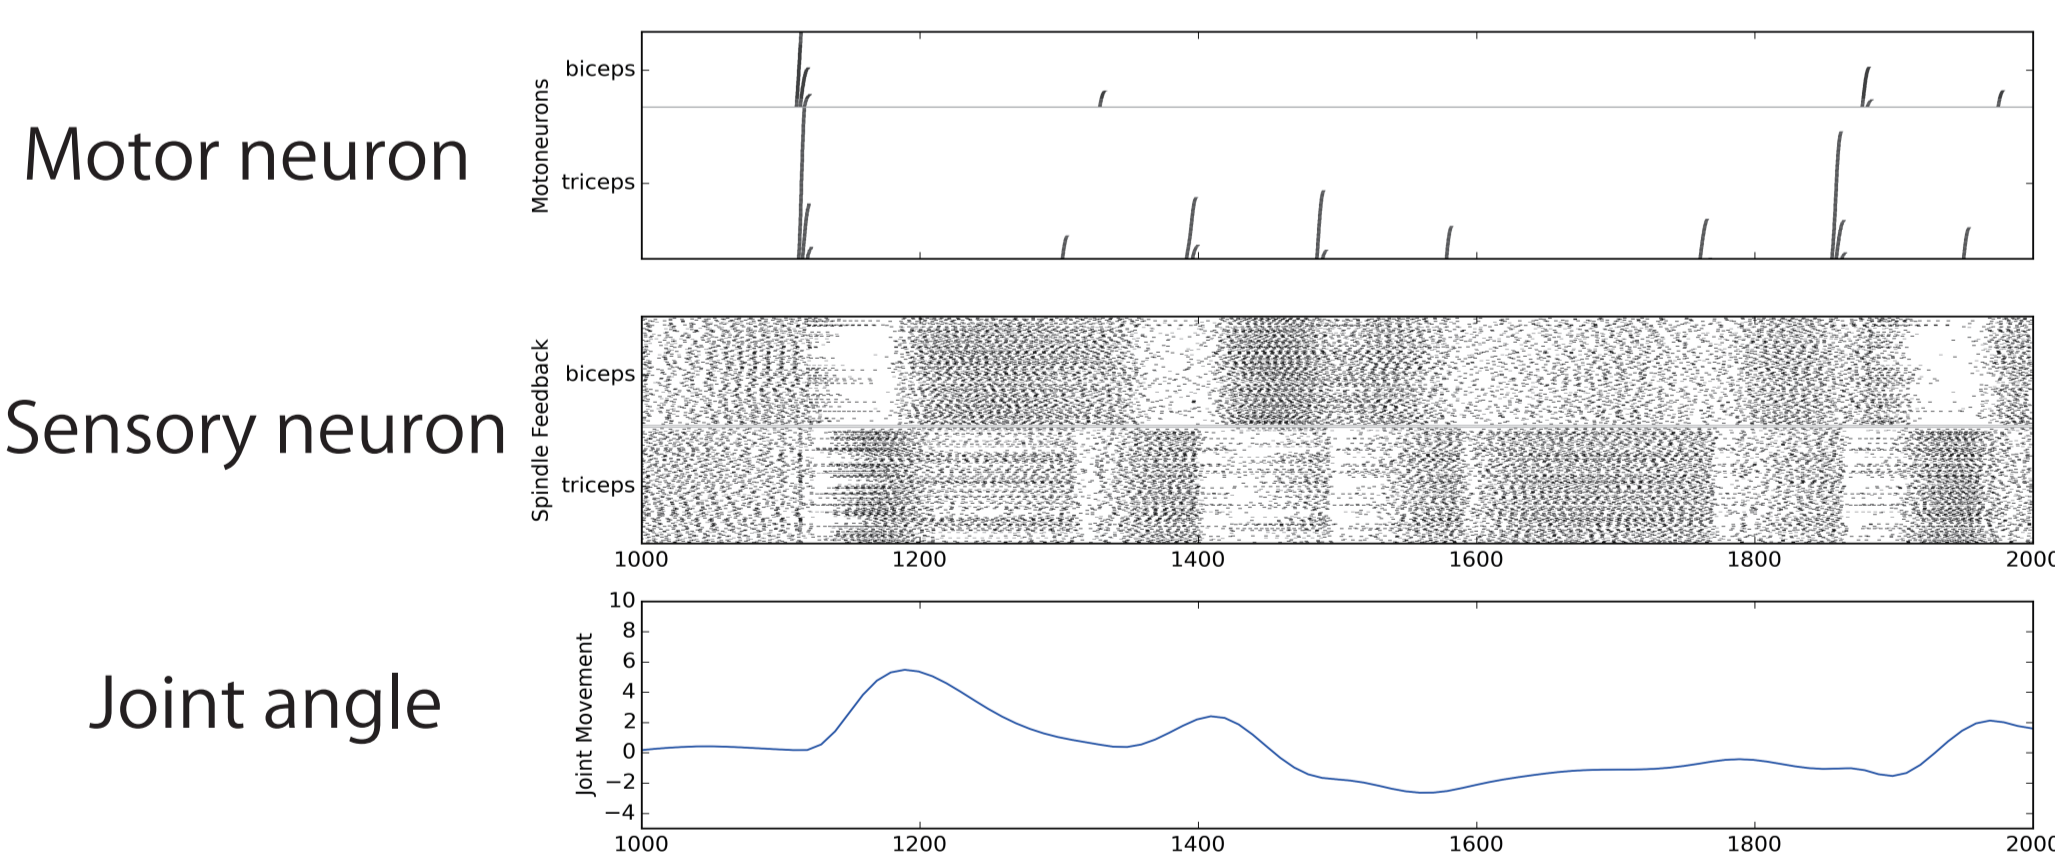 Motor neuron
Motoneurons
biceps
triceps
Sensory neuron
Spindle Feedback
biceps
triceps
1000 1200 1400 1600 1800 2000
Joint angle
Joint Movement
10
8
6
4
2
0
−2
−4
1000 1200 1400 1600 1800 2000